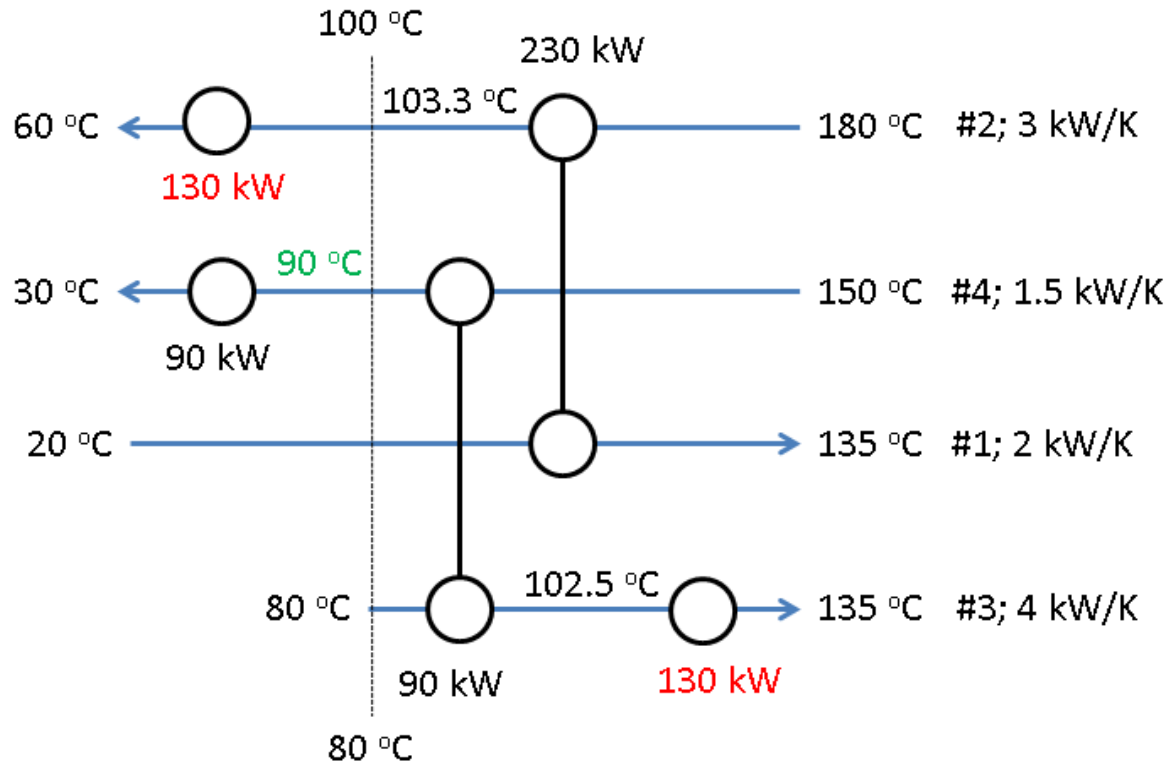 100 °C
230 kW
60 °C
103.3 °C
180 °C #2; 3 kW/K
130 kW
90 °C
30 °C
150 °C #4; 1.5 kW/K
90 kW
20 °C
135 °C #1; 2 kW/K
102.5 °C
80 °C
135 °C #3; 4 kW/K
90 kW
130 kW
80 °C